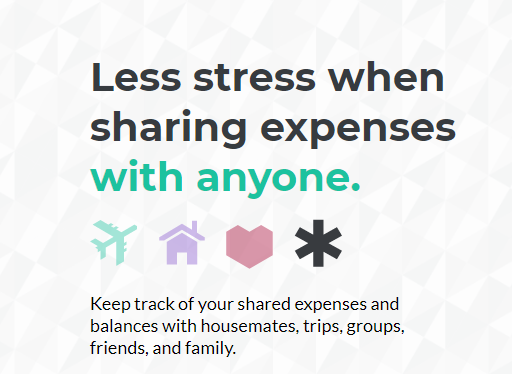 Less stress when
sharing expenses
with anyone.
Keep track of your shared expenses and
balances with housemates, trips, groups,
friends, and family.